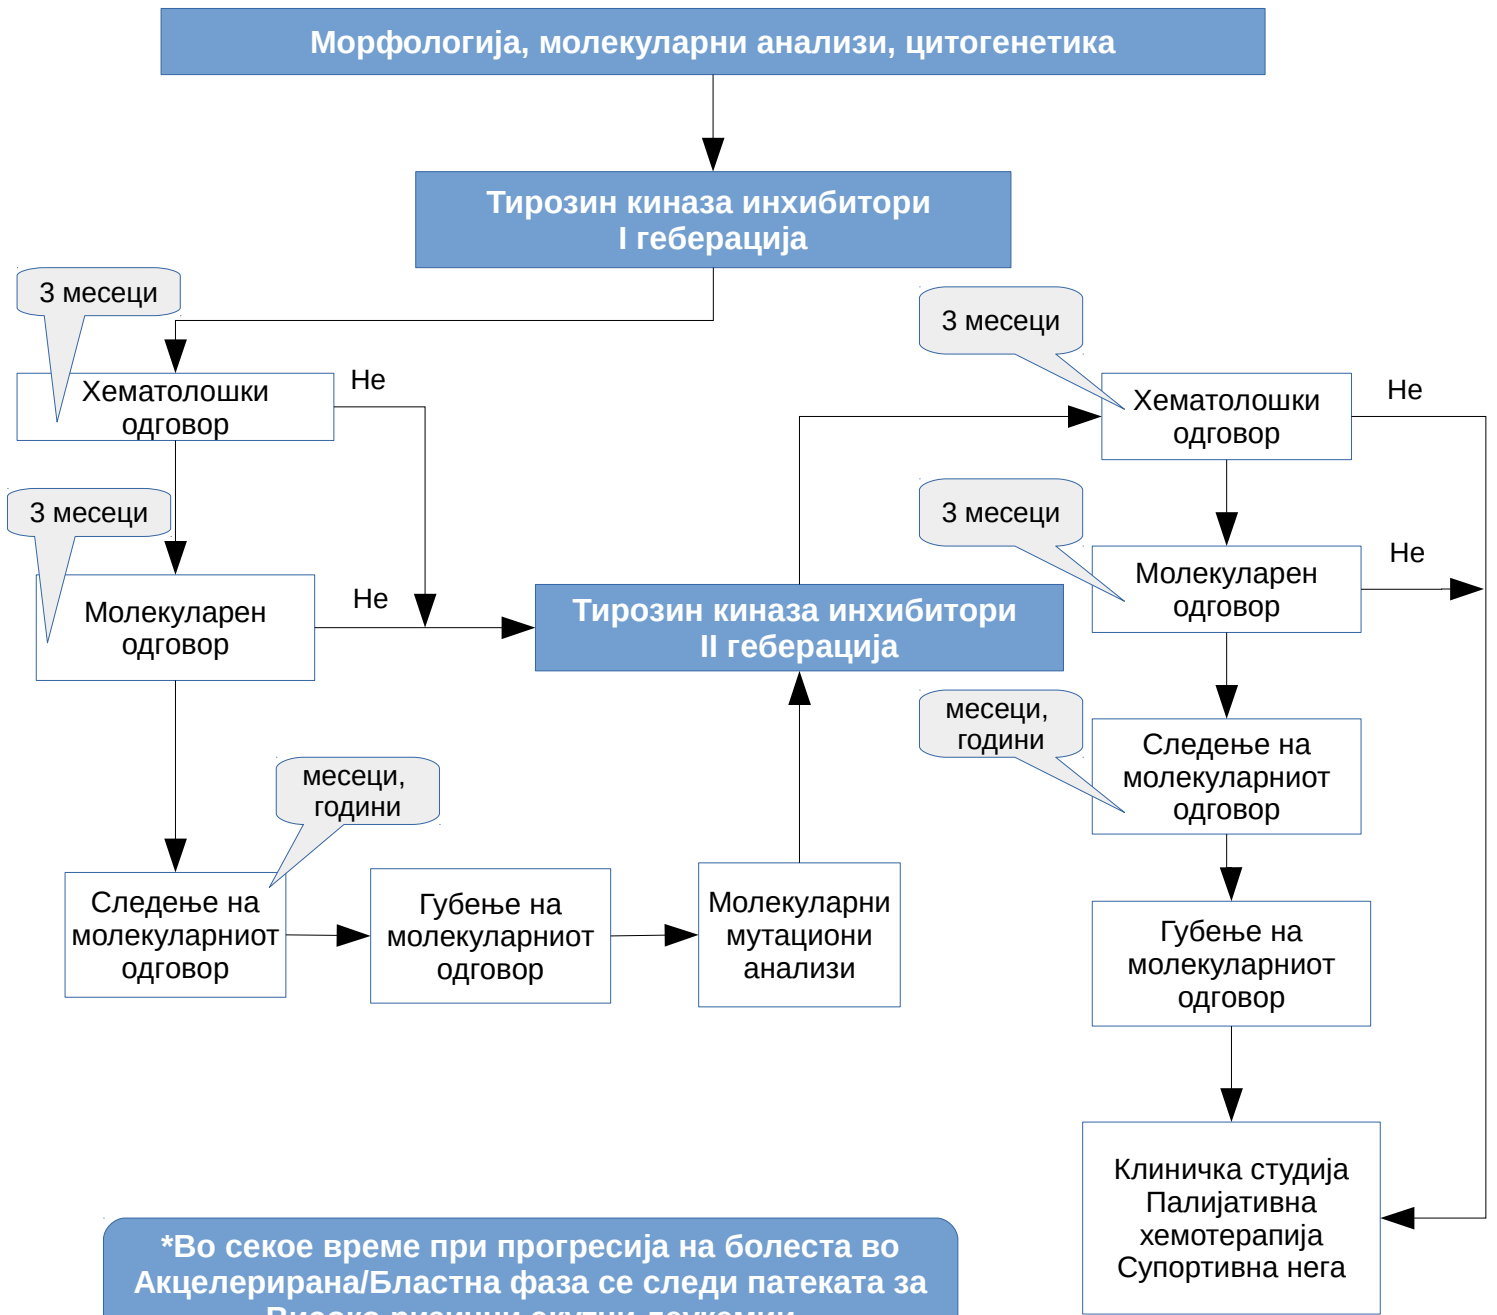 Морфологија, молекуларни анализи, цитогенетика
Тирозин киназа инхибитори
I геберација
3 месеци
Хематолошки
одговор
Не
3 месеци
Молекуларен
одговор
Не
Тирозин киназа инхибитори
II геберација
месеци,
години
Следење на
молекуларниот
одговор
Губење на
молекуларниот
одговор
Молекуларни
мутациони
анализи
3 месеци
Хематолошки
одговор
Не
3 месеци
Молекуларен
одговор
Не
месеци,
години
Следење на
молекуларниот
одговор
Губење на
молекуларниот
одговор
Клиничка студија
Палијативна
хемотерапија
Супортивна нега
*Во секое време при прогресија на болеста во
Акцелерирана/Бластна фаза се следи патеката за
Високо ризични акутни леукемии